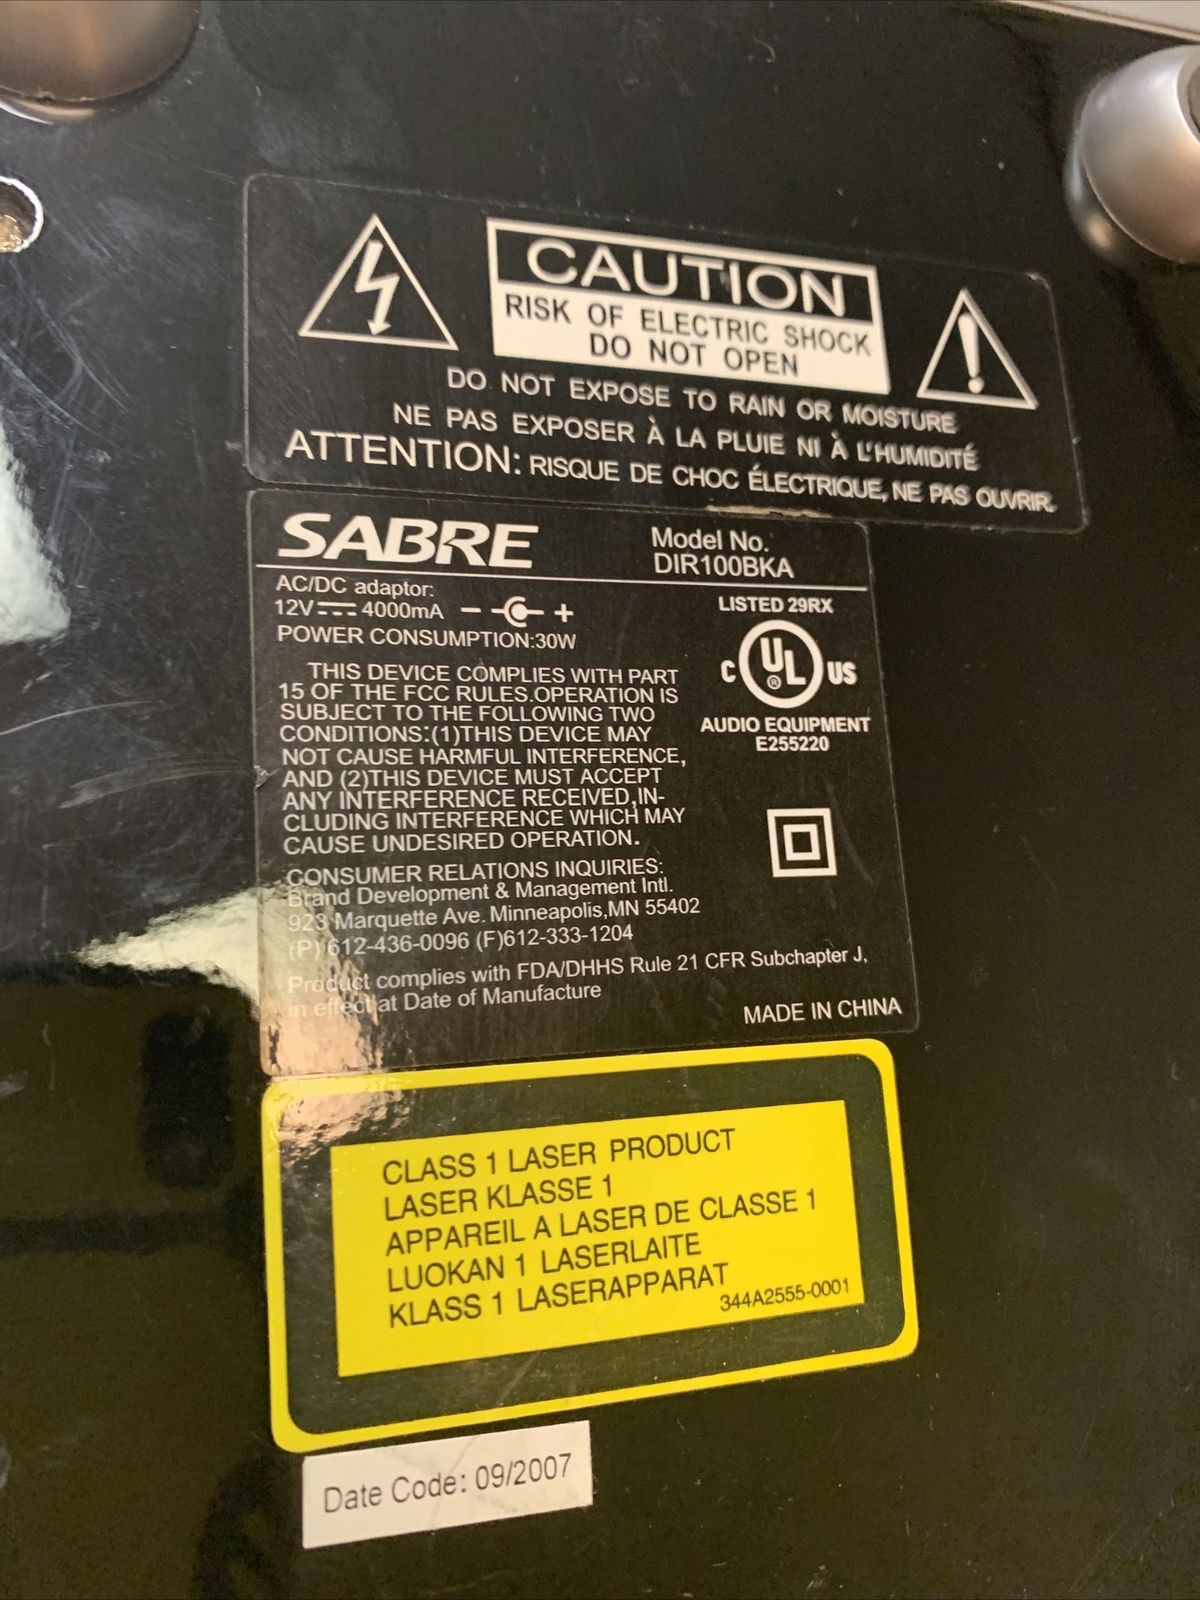 CAUTION
RISK OF ELECTRIC SHOCK
DO NOT OPEN
DO NOT EXPOSE TO RAIN OR MOISTURE
NE PAS EXPOSER À LA PLUIE NI À L'HUMIDITÉ
ATTENTION: RISQUE DE CHOC ÉLECTRIQUE, NE PAS OUVRIR.
SABRE
Model No.
DIR100BKA
AC/DC adaptor:
12V 4000mA - +
POWER CONSUMPTION:30W
LISTED 29RX
C UL® US
AUDIO EQUIPMENT
E255220
THIS DEVICE COMPLIES WITH PART
15 OF THE FCC RULES.OPERATION IS
SUBJECT TO THE FOLLOWING TWO
CONDITIONS:(1)THIS DEVICE MAY
NOT CAUSE HARMFUL INTERFERENCE,
AND (2)THIS DEVICE MUST ACCEPT
ANY INTERFERENCE RECEIVED,IN-
CLUDING INTERFERENCE WHICH MAY
CAUSE UNDESIRED OPERATION.
CONSUMER RELATIONS INQUIRIES:
Brand Development & Management Intl.
923 Marquette Ave. Minneapolis,MN 55402
(P) 612-436-0096 (F)612-333-1204
Product complies with FDA/DHHS Rule 21 CFR Subchapter J,
in effect at Date of Manufacture
MADE IN CHINA
CLASS 1 LASER PRODUCT
LASER KLASSE 1
APPAREIL A LASER DE CLASSE 1
LUOKAN 1 LASERLAITE
KLASS 1 LASERAPPARAT
344A2555-0001
Date Code: 09/2007